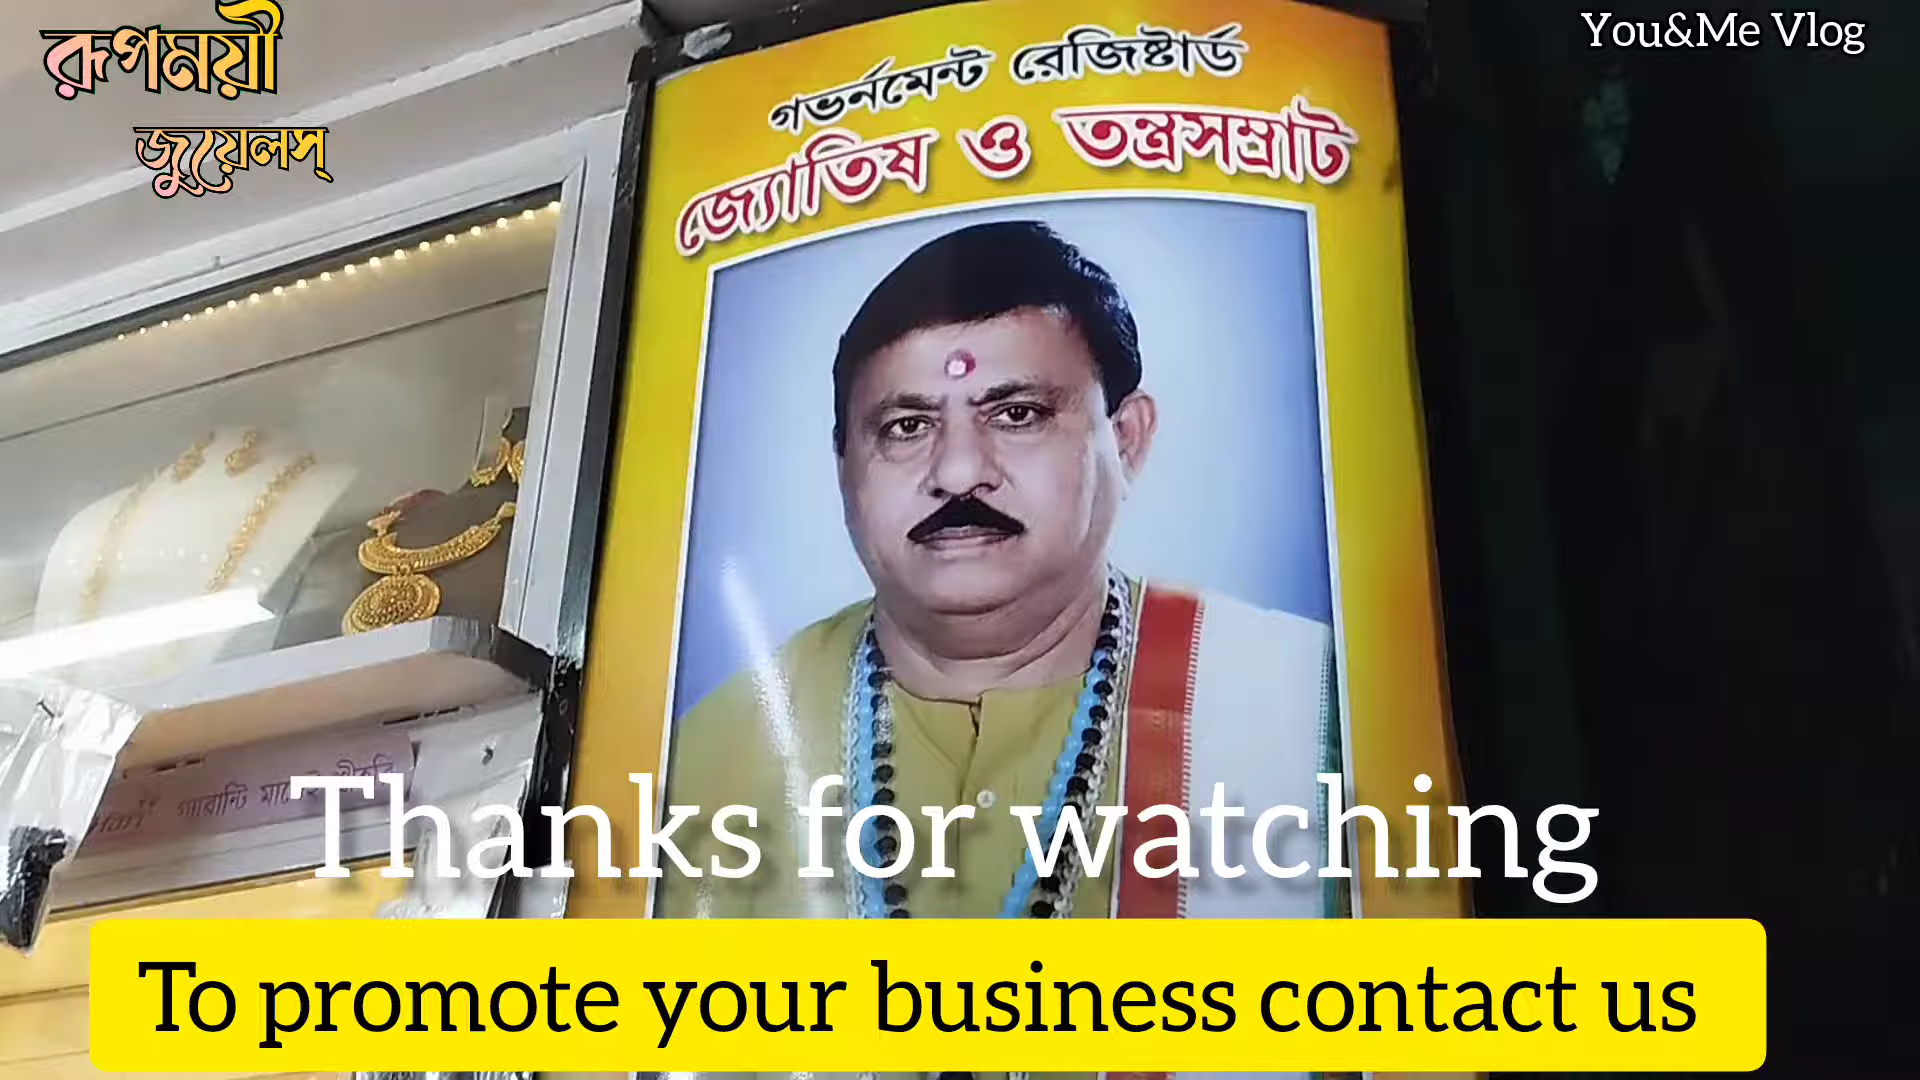 রূপময়ী
জুয়েলস্
You&Me Vlog
গভর্নমেন্ট রেজিষ্টার্ড
জ্যোতিষ ও তন্ত্রসম্রাট
গ্যারান্টি
Thanks for watching
To promote your business contact us